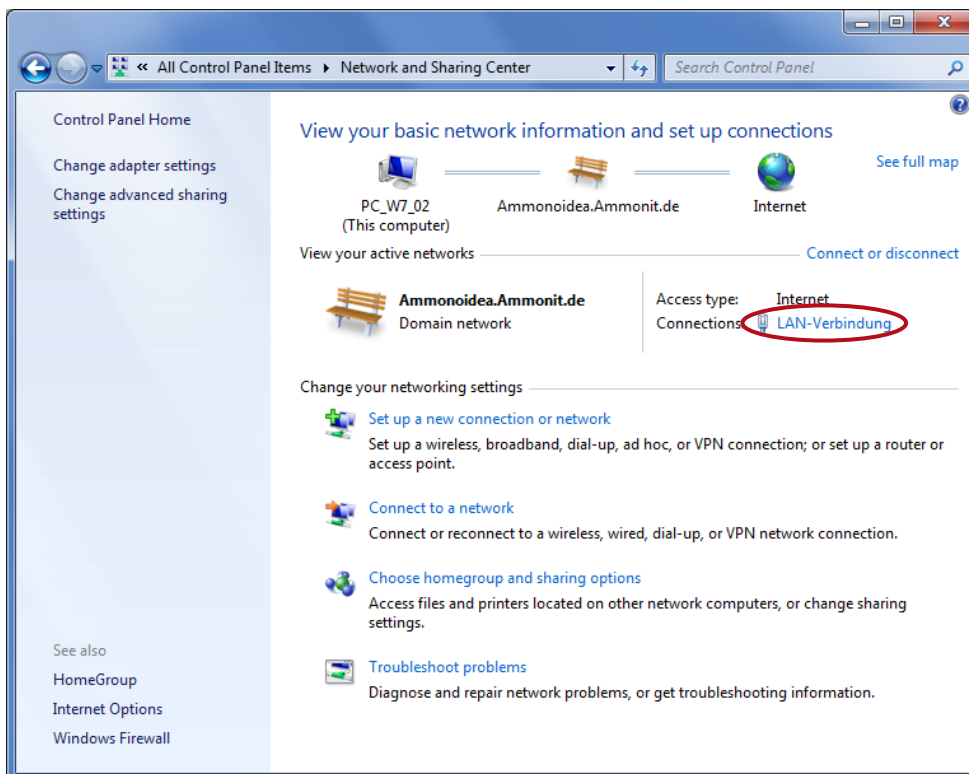 « All Control Panel Items ▸ Network and Sharing Center
Search Control Panel
Control Panel Home
Change adapter settings
Change advanced sharing
settings
See also
HomeGroup
Internet Options
Windows Firewall
View your basic network information and set up connections
See full map
PC_W7_02
(This computer)
Ammonoidea.Ammonit.de
Internet
View your active networks
Connect or disconnect
Ammonoidea.Ammonit.de
Domain network
Access type: Internet
Connections LAN-Verbindung
Change your networking settings
Set up a new connection or network
Set up a wireless, broadband, dial-up, ad hoc, or VPN connection; or set up a router or
access point.
Connect to a network
Connect or reconnect to a wireless, wired, dial-up, or VPN network connection.
Choose homegroup and sharing options
Access files and printers located on other network computers, or change sharing
settings.
Troubleshoot problems
Diagnose and repair network problems, or get troubleshooting information.